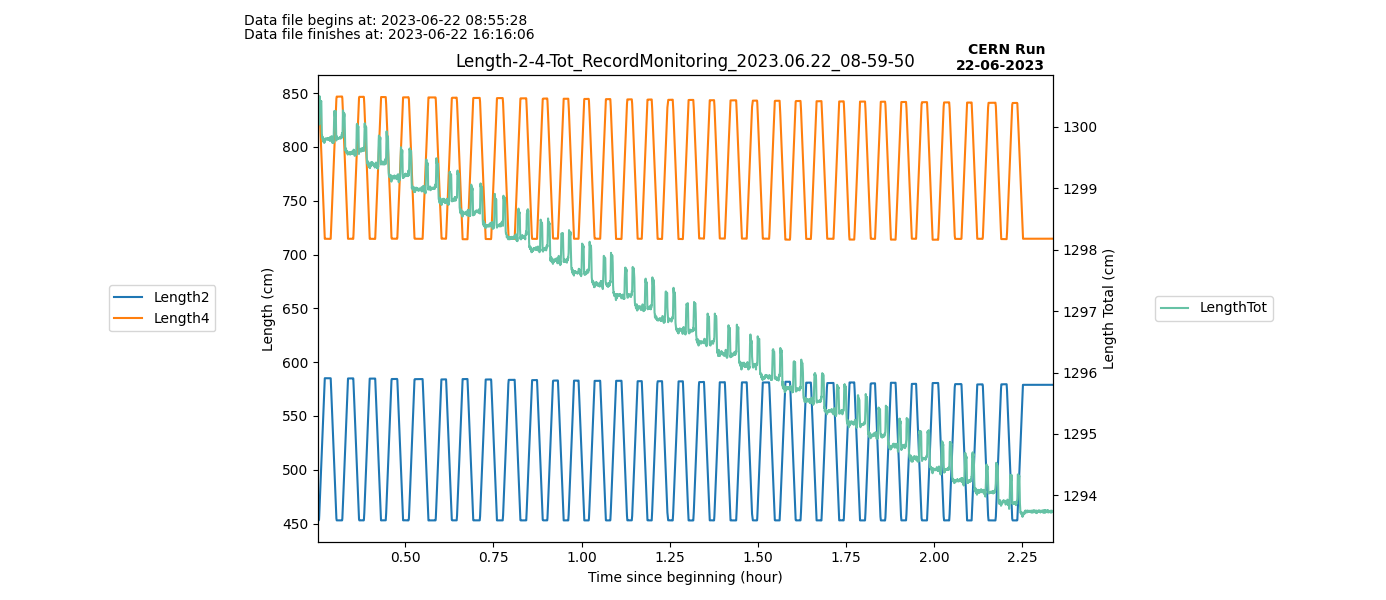 Data file begins at: 2023-06-22 08:55:28
Data file finishes at: 2023-06-22 16:16:06
CERN Run
22-06-2023
Length-2-4-Tot_RecordMonitoring_2023.06.22_08-59-50
850
800
750
700
650
600
550
500
450
Length (cm)
1300
1299
1298
1297
1296
1295
1294
Length Total (cm)
0.50 0.75 1.00 1.25 1.50 1.75 2.00 2.25
Time since beginning (hour)
Length2
Length4
LengthTot